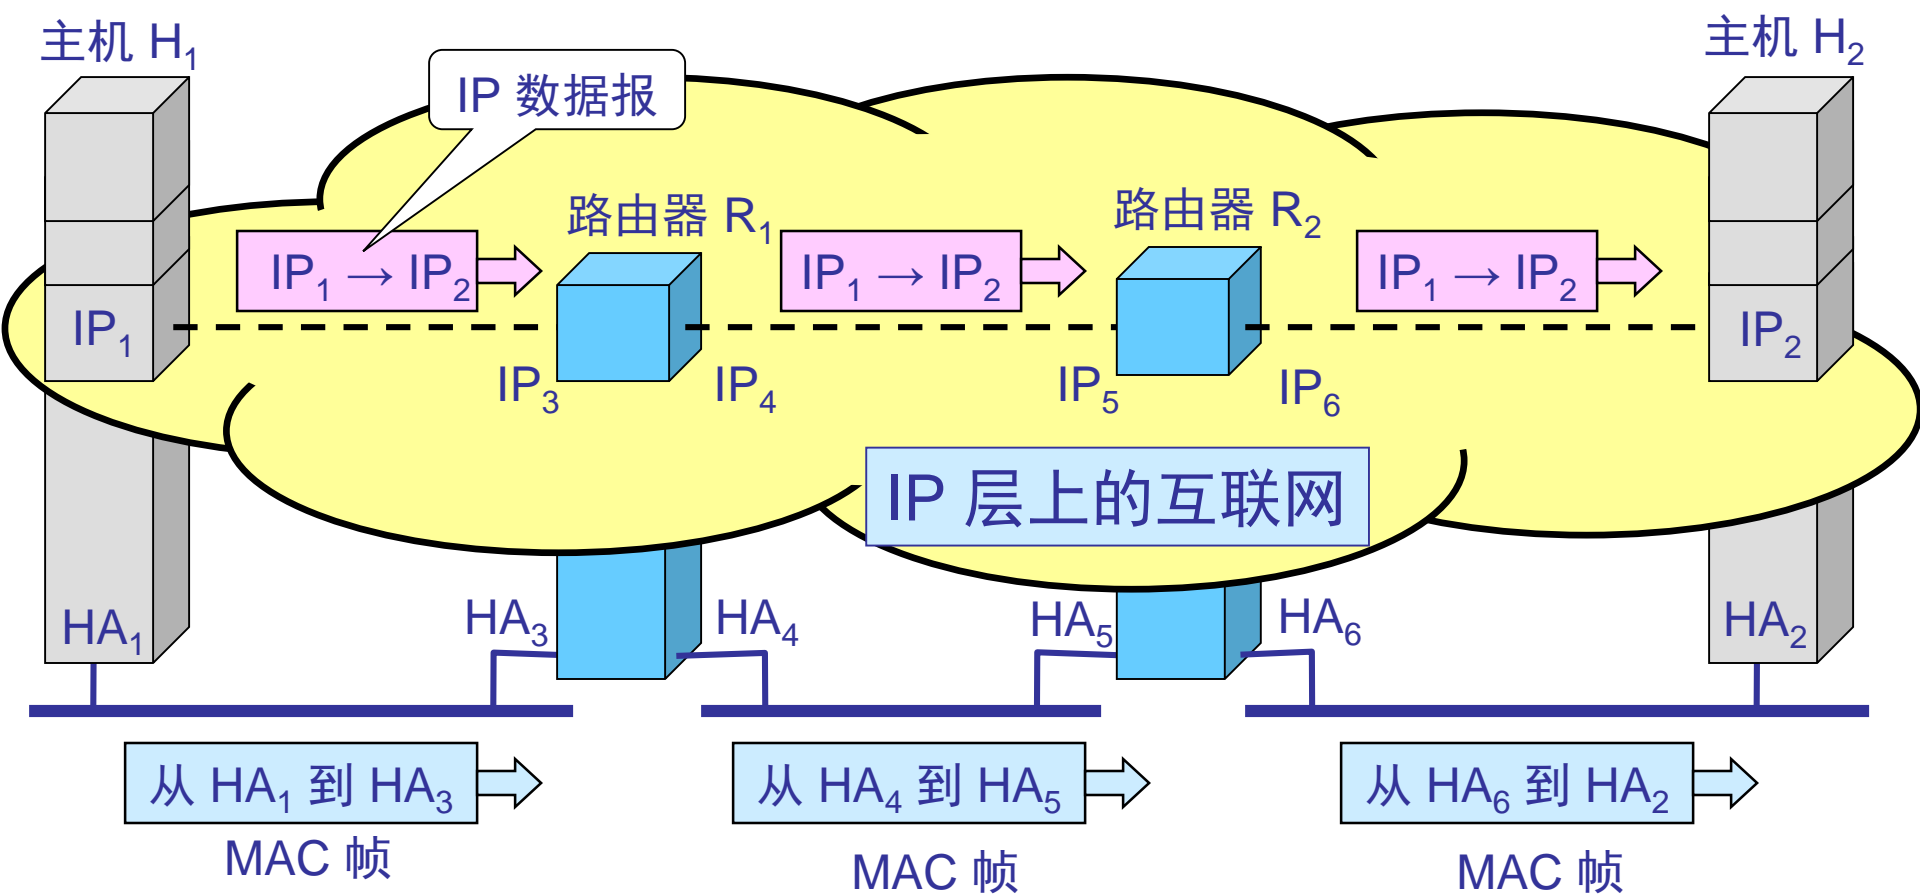 主机 H₁
主机 H₂
IP 数据报
路由器 R₁
路由器 R₂
IP₁ → IP₂
IP₁ → IP₂
IP₁ → IP₂
IP₁
IP₂
IP₃
IP₄
IP₅
IP₆
IP 层上的互联网
HA₁
HA₃
HA₄
HA₅
HA₆
HA₂
从 HA₁ 到 HA₃
从 HA₄ 到 HA₅
从 HA₆ 到 HA₂
MAC 帧
MAC 帧
MAC 帧